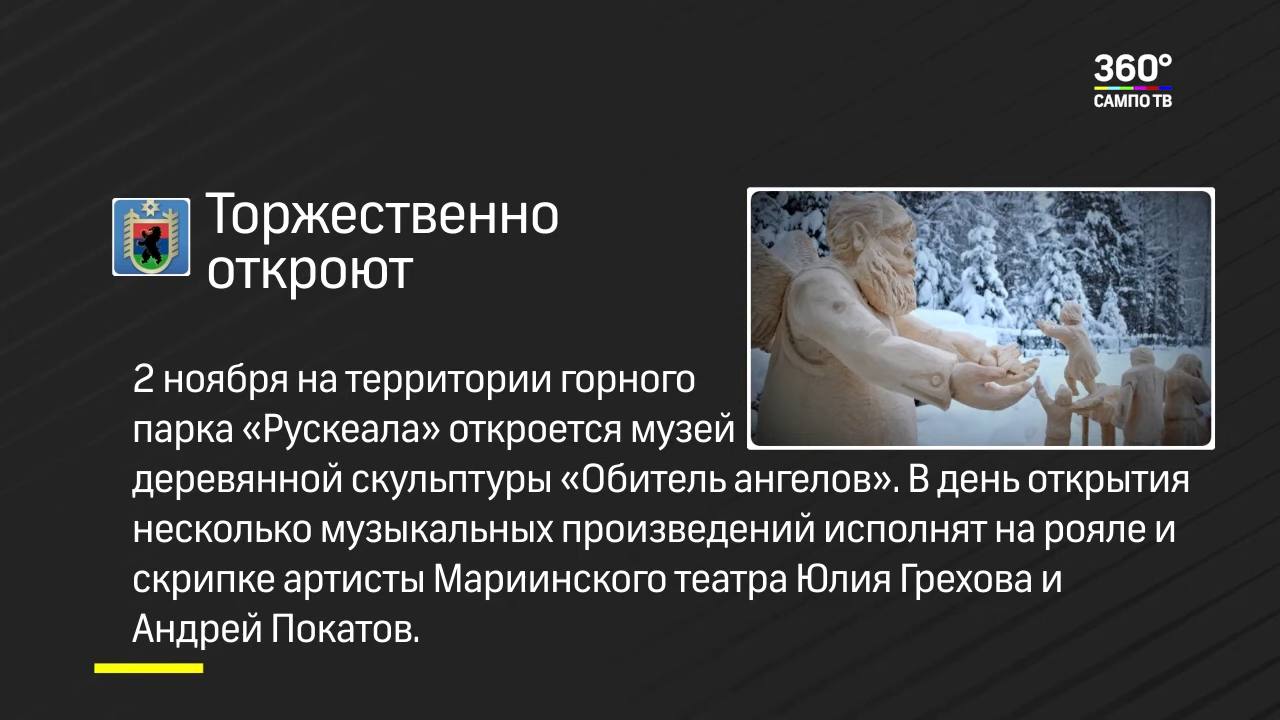 360°
САМПО ТВ
Торжественно
откроют
2 ноября на территории горного
парка «Рускеала» откроется музей
деревянной скульптуры «Обитель ангелов». В день открытия
несколько музыкальных произведений исполнят на рояле и
скрипке артисты Мариинского театра Юлия Грехова и
Андрей Покатов.